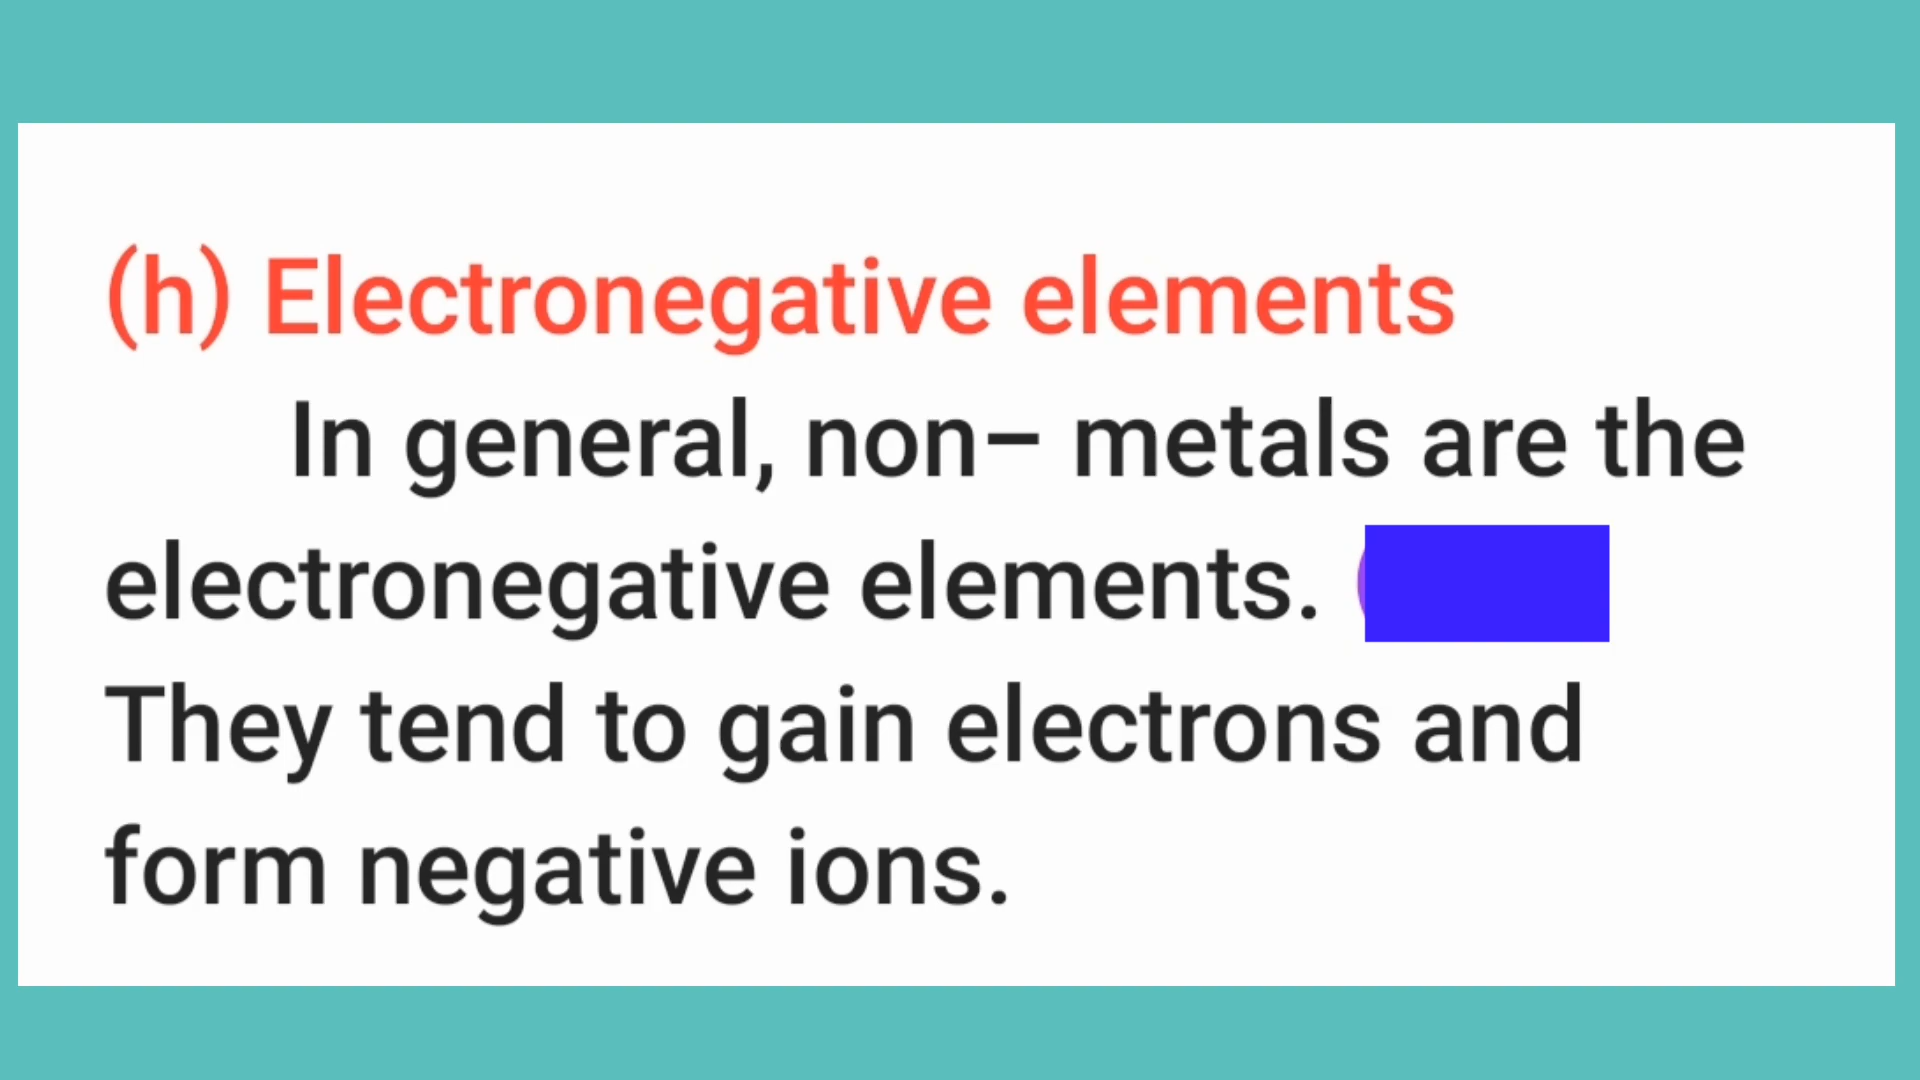 (h) Electronegative elements
In general, non– metals are the
electronegative elements.
They tend to gain electrons and
form negative ions.